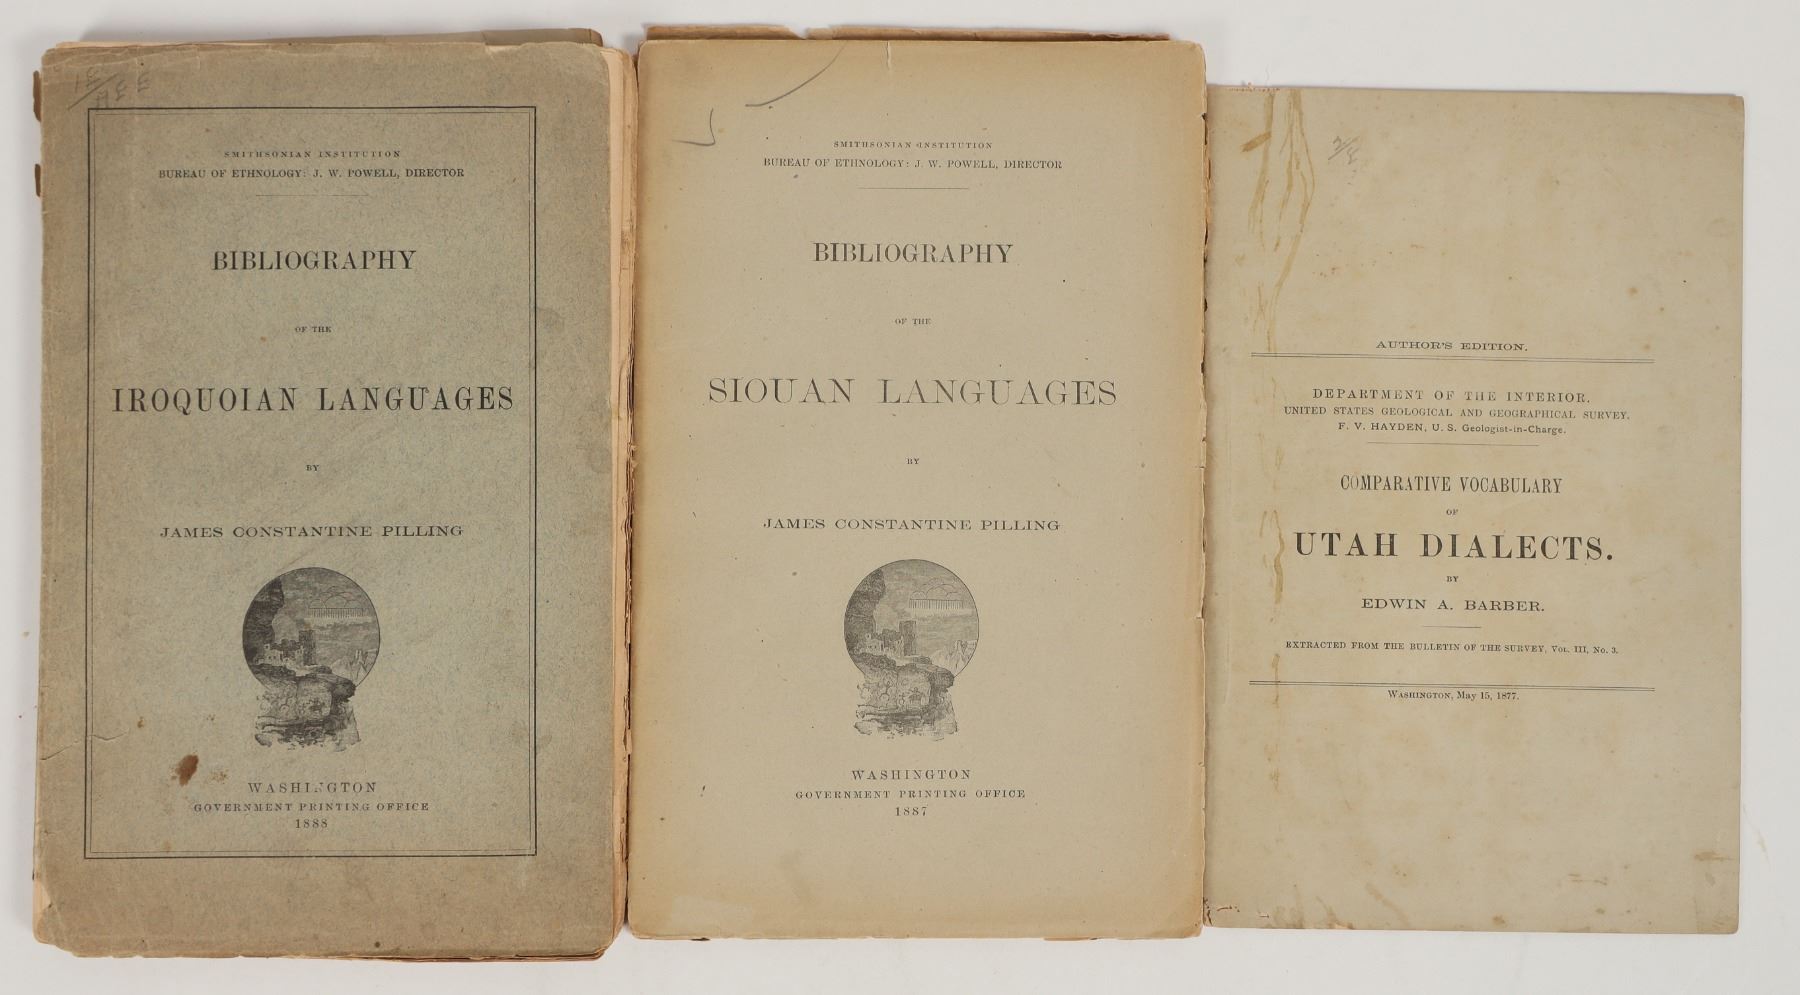 SMITHSONIAN INSTITUTION
BUREAU OF ETHNOLOGY: J. W. POWELL, DIRECTOR
BIBLIOGRAPHY
OF THE
IROQUOIAN LANGUAGES
BY
JAMES CONSTANTINE PILLING
WASHINGTON
GOVERNMENT PRINTING OFFICE
1888
SMITHSONIAN INSTITUTION
BUREAU OF ETHNOLOGY: J. W. POWELL, DIRECTOR
BIBLIOGRAPHY
OF THE
SIOUAN LANGUAGES
BY
JAMES CONSTANTINE PILLING
WASHINGTON
GOVERNMENT PRINTING OFFICE
1887
AUTHOR'S EDITION.
DEPARTMENT OF THE INTERIOR.
UNITED STATES GEOLOGICAL AND GEOGRAPHICAL SURVEY.
F. V. HAYDEN, U. S. Geologist-in-Charge.
COMPARATIVE VOCABULARY
OF
UTAH DIALECTS.
BY
EDWIN A. BARBER.
EXTRACTED FROM THE BULLETIN OF THE SURVEY, VOL. III, NO. 3.
WASHINGTON, May 15, 1877.